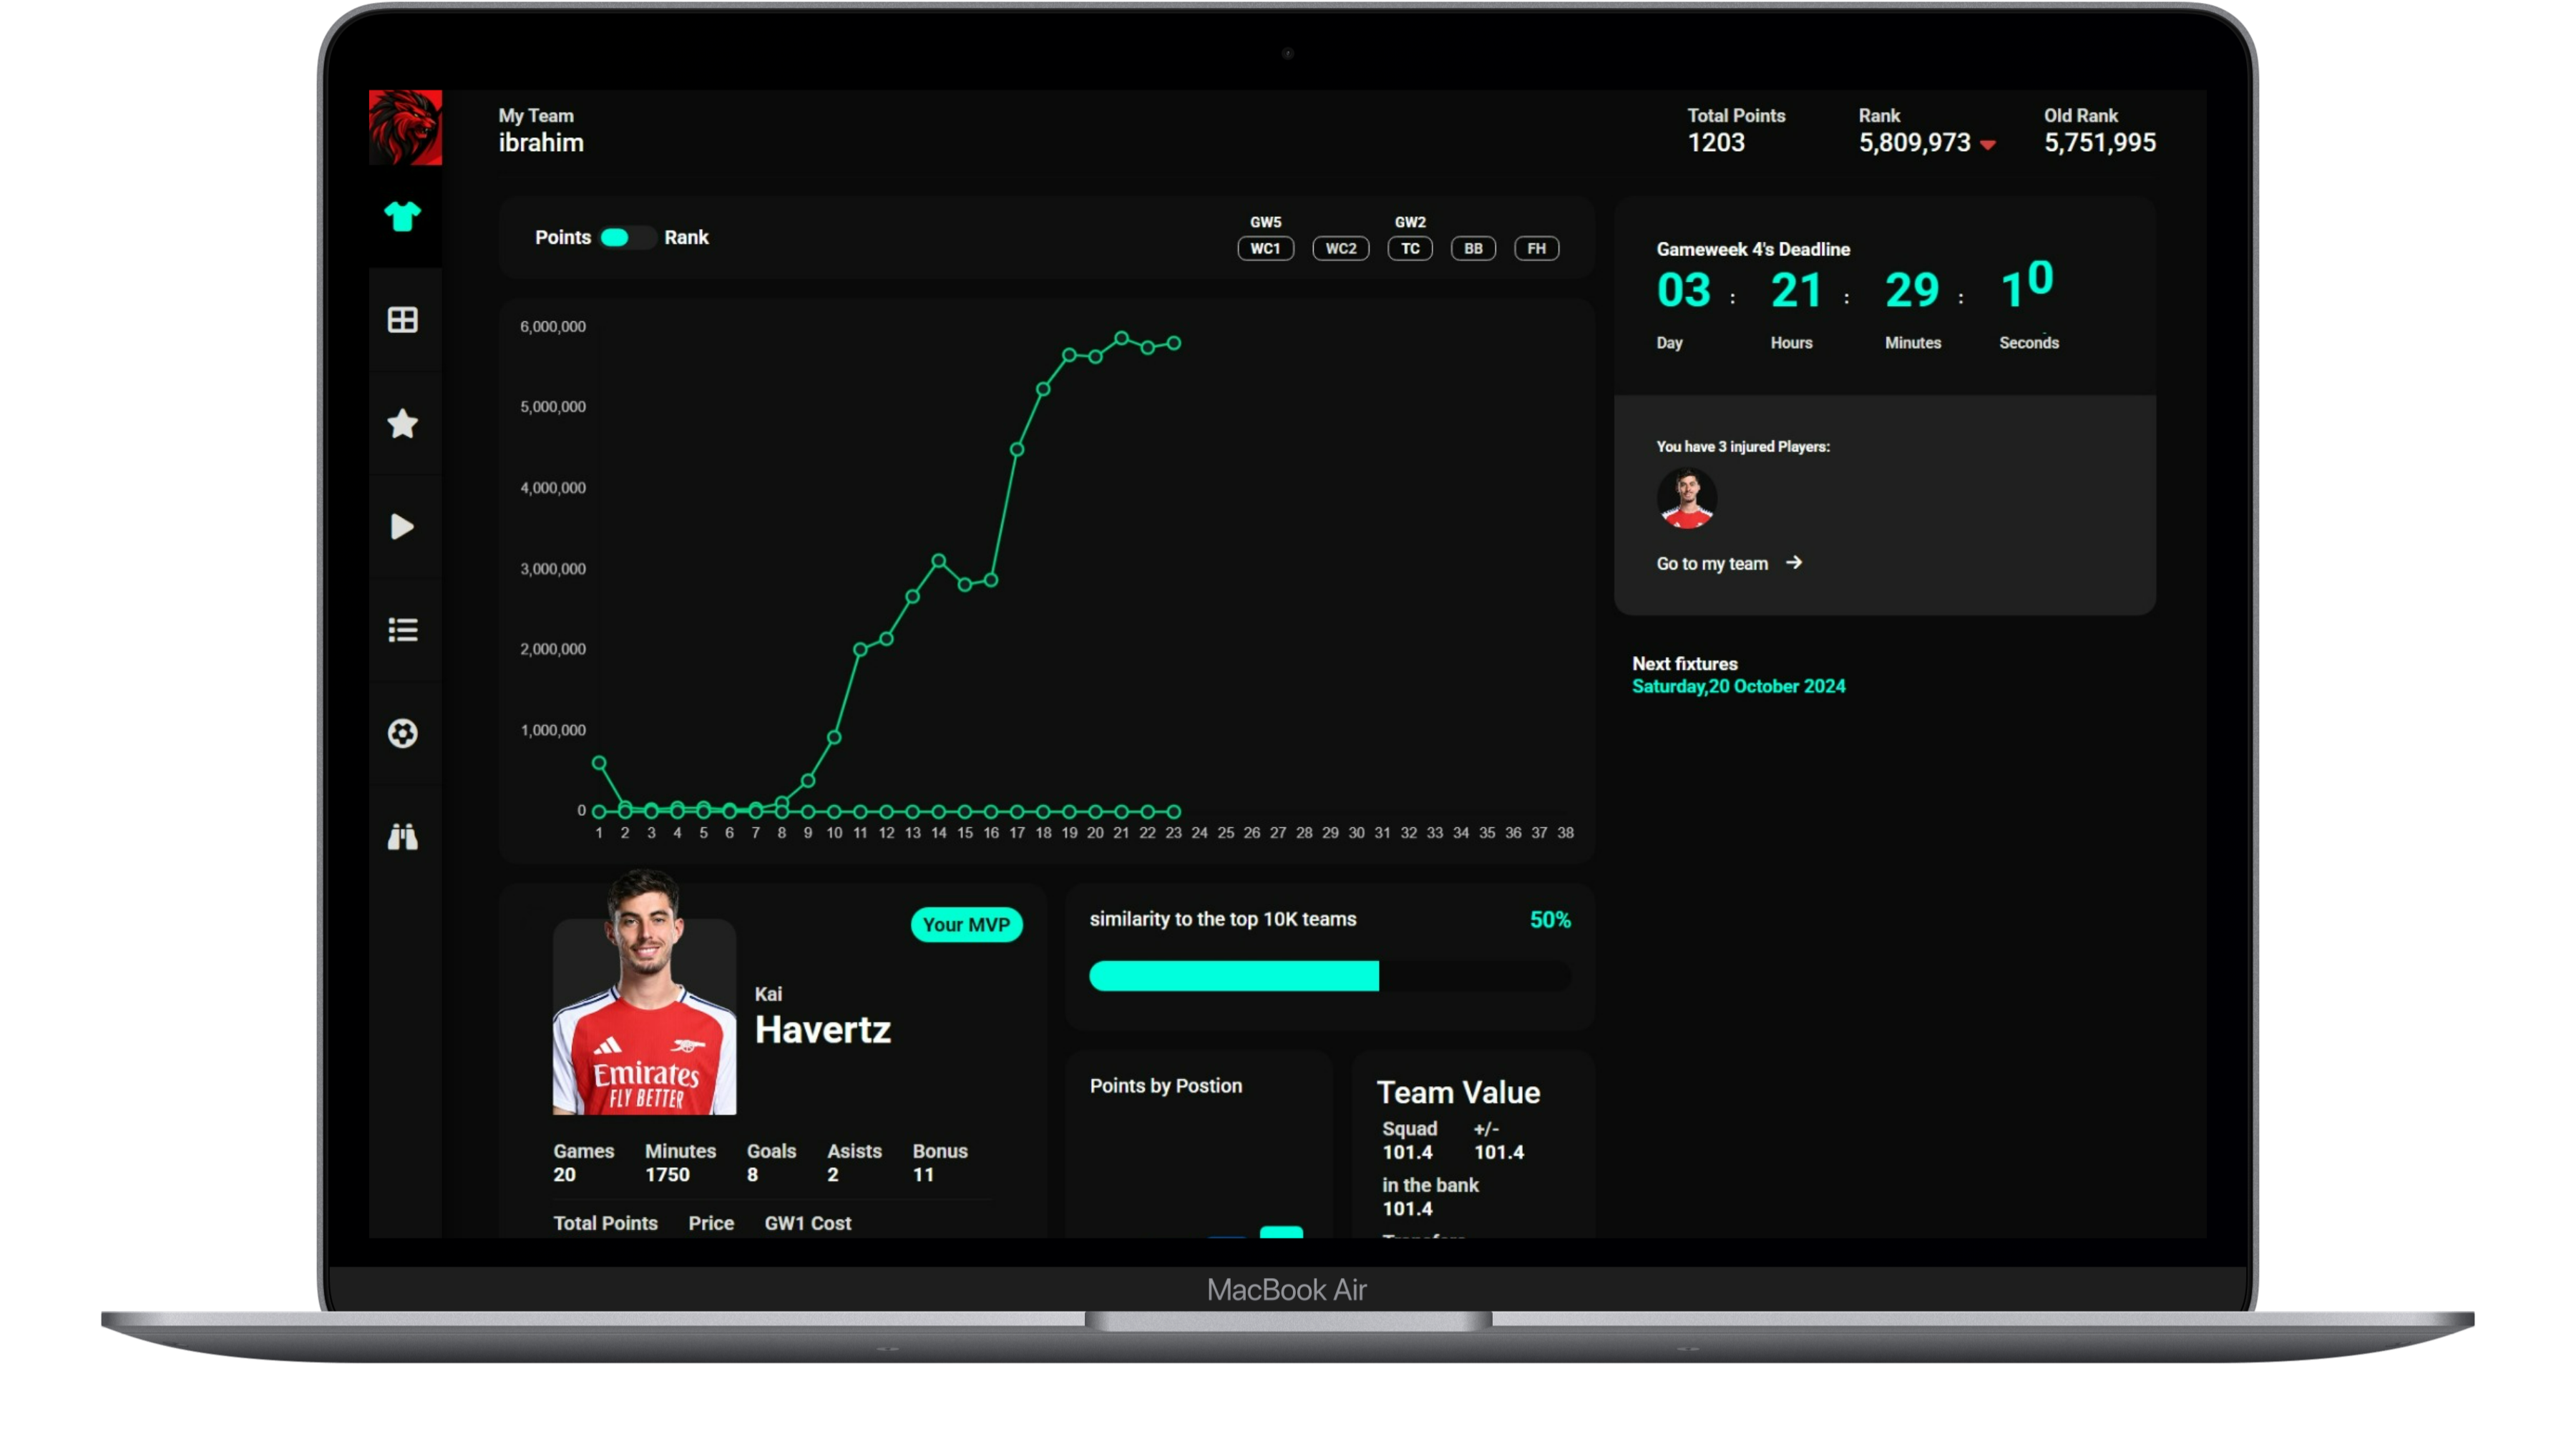 My Team
ibrahim
Total Points
1203
Rank
5,809,973
Old Rank
5,751,995
Points Rank
GW5 GW2
WC1 WC2 TC BB FH
6,000,000
5,000,000
4,000,000
3,000,000
2,000,000
1,000,000
0
1 2 3 4 5 6 7 8 9 10 11 12 13 14 15 16 17 18 19 20 21 22 23 24 25 26 27 28 29 30 31 32 33 34 35 36 37 38
Gameweek 4's Deadline
03 : 21 : 29 : 10
Day Hours Minutes Seconds
You have 3 injured Players:
Go to my team
Next fixtures
Saturday,20 October 2024
Your MVP
Kai
Havertz
Emirates
FLY BETTER
Games Minutes Goals Asists Bonus
20 1750 8 2 11
Total Points Price GW1 Cost
similarity to the top 10K teams 50%
Points by Postion
Team Value
Squad +/-
101.4 101.4
in the bank
101.4
MacBook Air